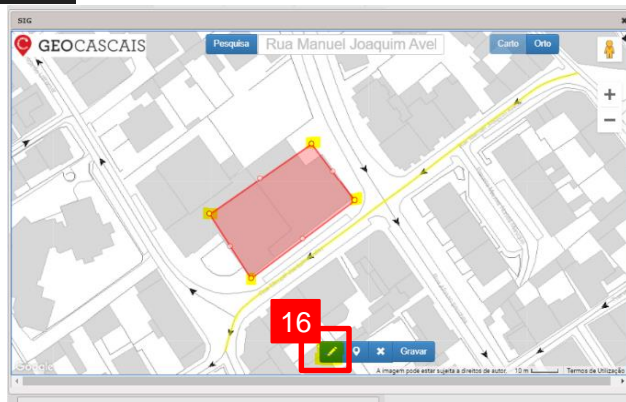 SIG
GEOCASCAIS
Pesquisa
Rua Manuel Joaquim Avel
Carto Orto
16
Gravar
Google
A imagem pode estar sujeita a direitos de autor. 10 m Termos de Utilização